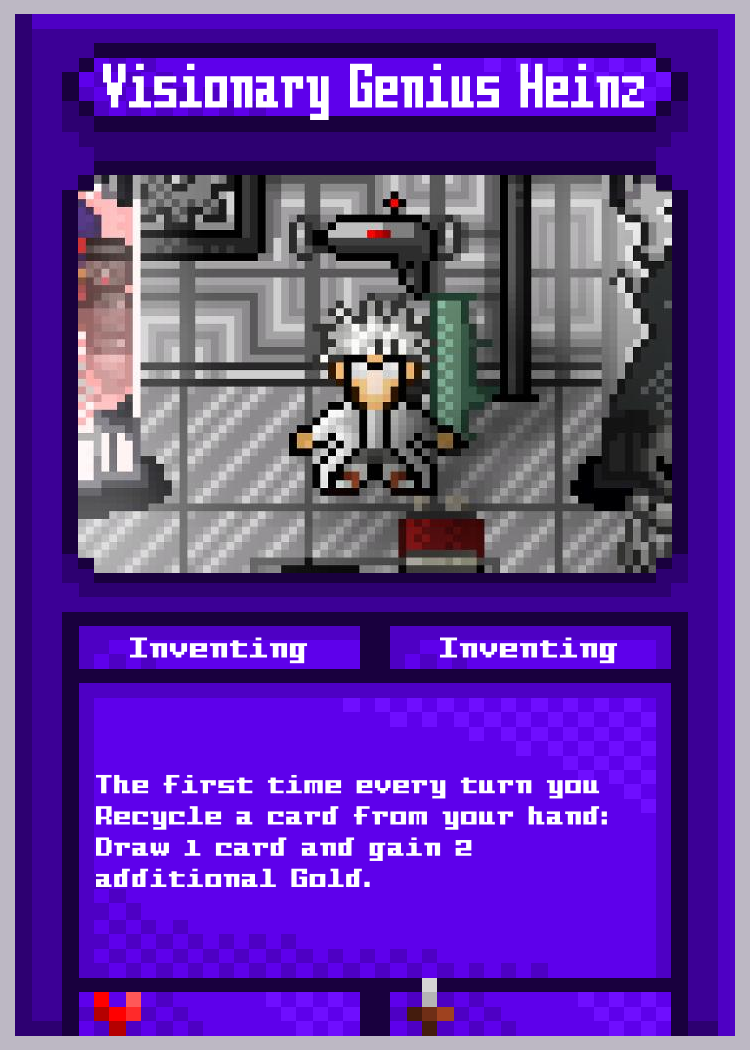 Visionary Genius Heinz
Inventing
Inventing
The first time every turn you
Recycle a card from your hand:
Draw 1 card and gain 2
additional Gold.